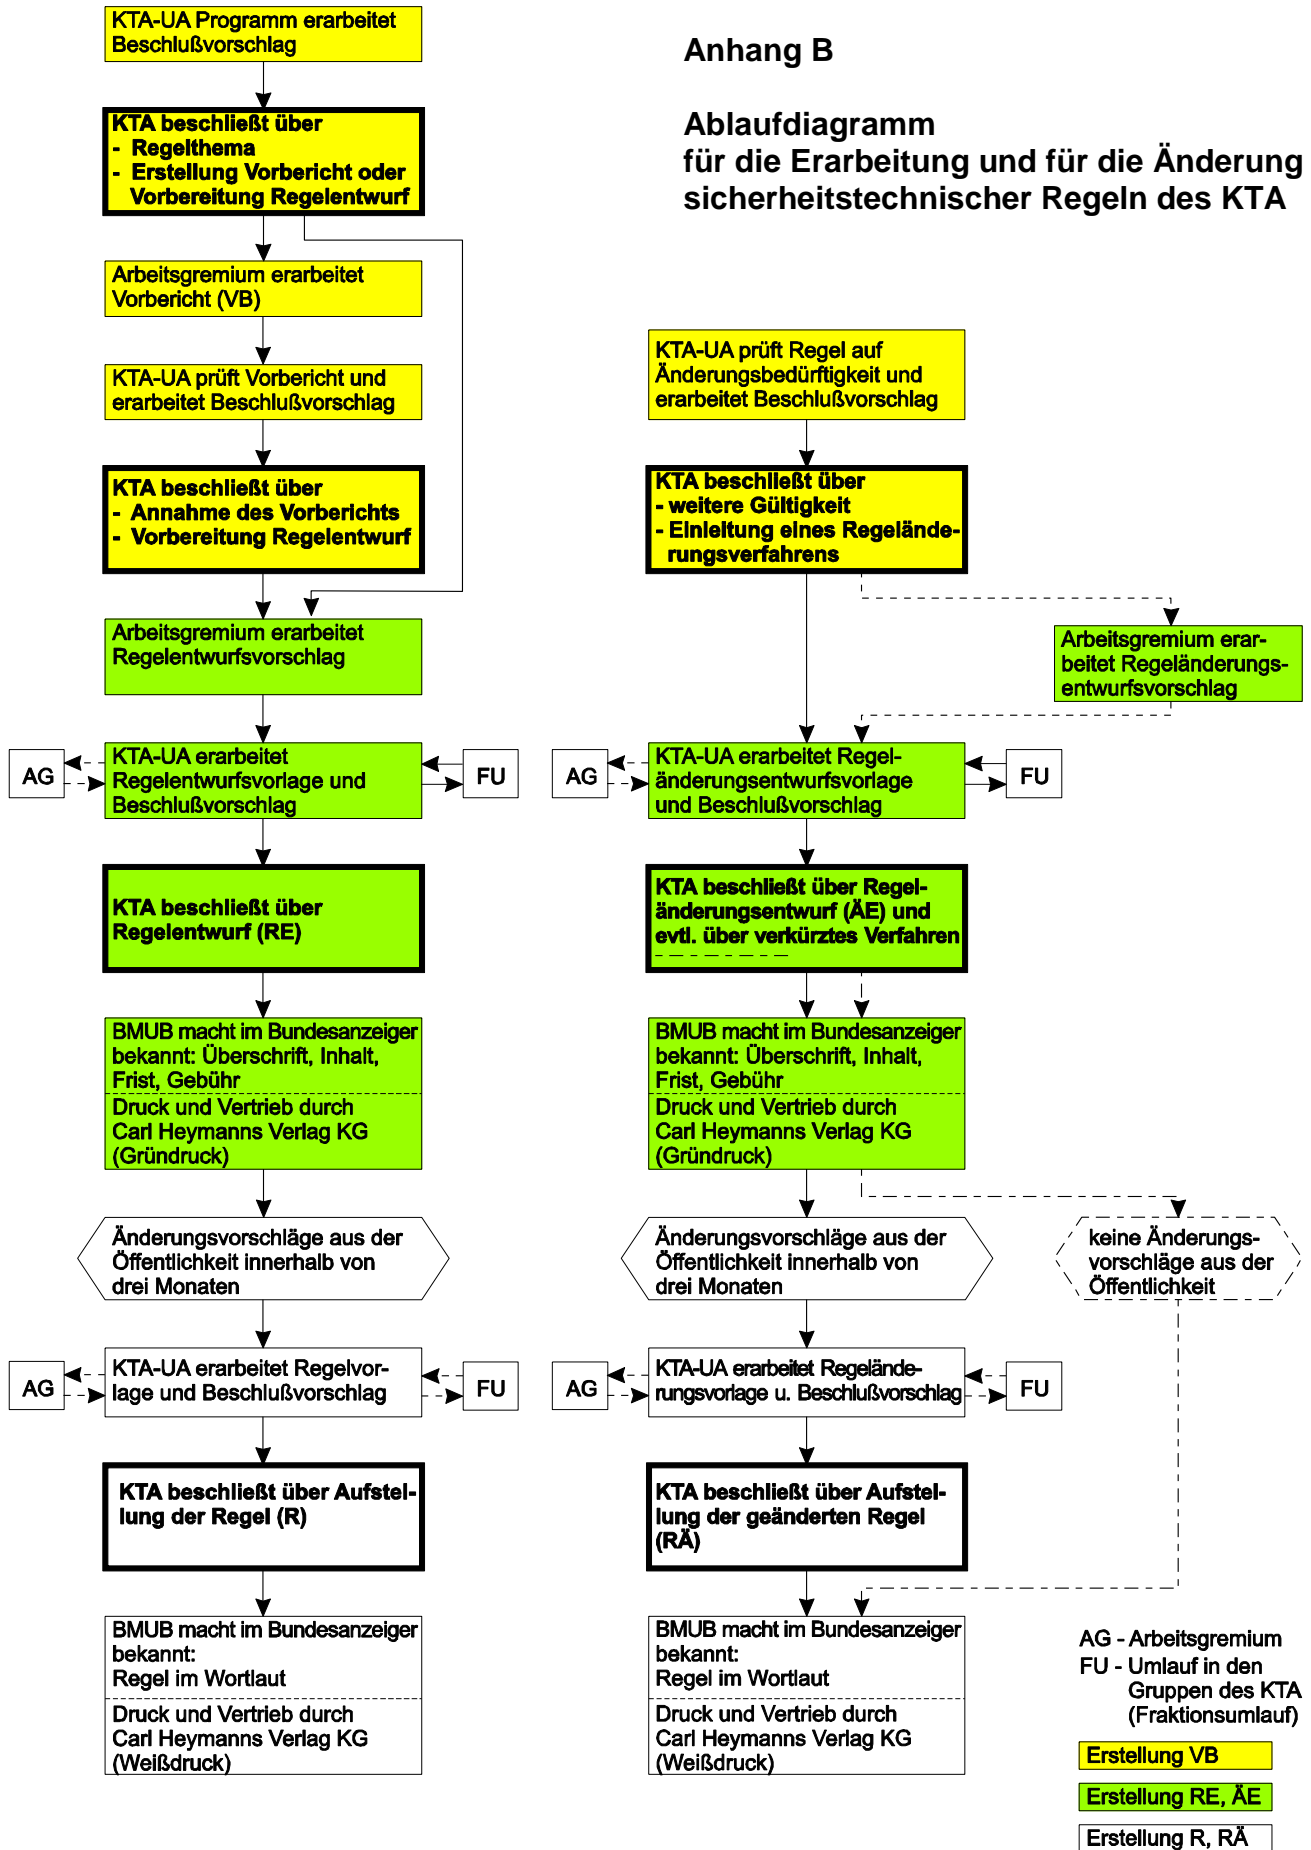 Anhang B
Ablaufdiagramm
für die Erarbeitung und für die Änderung
sicherheitstechnischer Regeln des KTA
KTA-UA Programm erarbeitet
Beschlußvorschlag
KTA beschließt über
- Regelthema
- Erstellung Vorbericht oder
Vorbereitung Regelentwurf
Arbeitsgremium erarbeitet
Vorbericht (VB)
KTA-UA prüft Vorbericht und
erarbeitet Beschlußvorschlag
KTA beschließt über
- Annahme des Vorberichts
- Vorbereitung Regelentwurf
Arbeitsgremium erarbeitet
Regelentwurfsvorschlag
AG
KTA-UA erarbeitet
Regelentwurfsvorlage und
Beschlußvorschlag
FU
KTA beschließt über
Regelentwurf (RE)
BMUB macht im Bundesanzeiger
bekannt: Überschrift, Inhalt,
Frist, Gebühr
Druck und Vertrieb durch
Carl Heymanns Verlag KG
(Gründruck)
Änderungsvorschläge aus der
Öffentlichkeit innerhalb von
drei Monaten
AG
KTA-UA erarbeitet Regelvor-
lage und Beschlußvorschlag
FU
KTA beschließt über Aufstel-
lung der Regel (R)
BMUB macht im Bundesanzeiger
bekannt:
Regel im Wortlaut
Druck und Vertrieb durch
Carl Heymanns Verlag KG
(Weißdruck)
KTA-UA prüft Regel auf
Änderungsbedürftigkeit und
erarbeitet Beschlußvorschlag
KTA beschließt über
- weitere Gültigkeit
- Einleitung eines Regelände-
rungsverfahrens
Arbeitsgremium erar-
beitet Regeländerungs-
entwurfsvorschlag
AG
KTA-UA erarbeitet Regel-
änderungsentwurfsvorlage
und Beschlußvorschlag
FU
KTA beschließt über Regel-
änderungsentwurf (ÄE) und
evtl. über verkürztes Verfahren
BMUB macht im Bundesanzeiger
bekannt: Überschrift, Inhalt,
Frist, Gebühr
Druck und Vertrieb durch
Carl Heymanns Verlag KG
(Gründruck)
Änderungsvorschläge aus der
Öffentlichkeit innerhalb von
drei Monaten
keine Änderungs-
vorschläge aus der
Öffentlichkeit
AG
KTA-UA erarbeitet Regelände-
rungsvorlage u. Beschlußvorschlag
FU
KTA beschließt über Aufstel-
lung der geänderten Regel
(RÄ)
BMUB macht im Bundesanzeiger
bekannt:
Regel im Wortlaut
Druck und Vertrieb durch
Carl Heymanns Verlag KG
(Weißdruck)
AG - Arbeitsgremium
FU - Umlauf in den
Gruppen des KTA
(Fraktionsumlauf)
Erstellung VB
Erstellung RE, ÄE
Erstellung R, RÄ